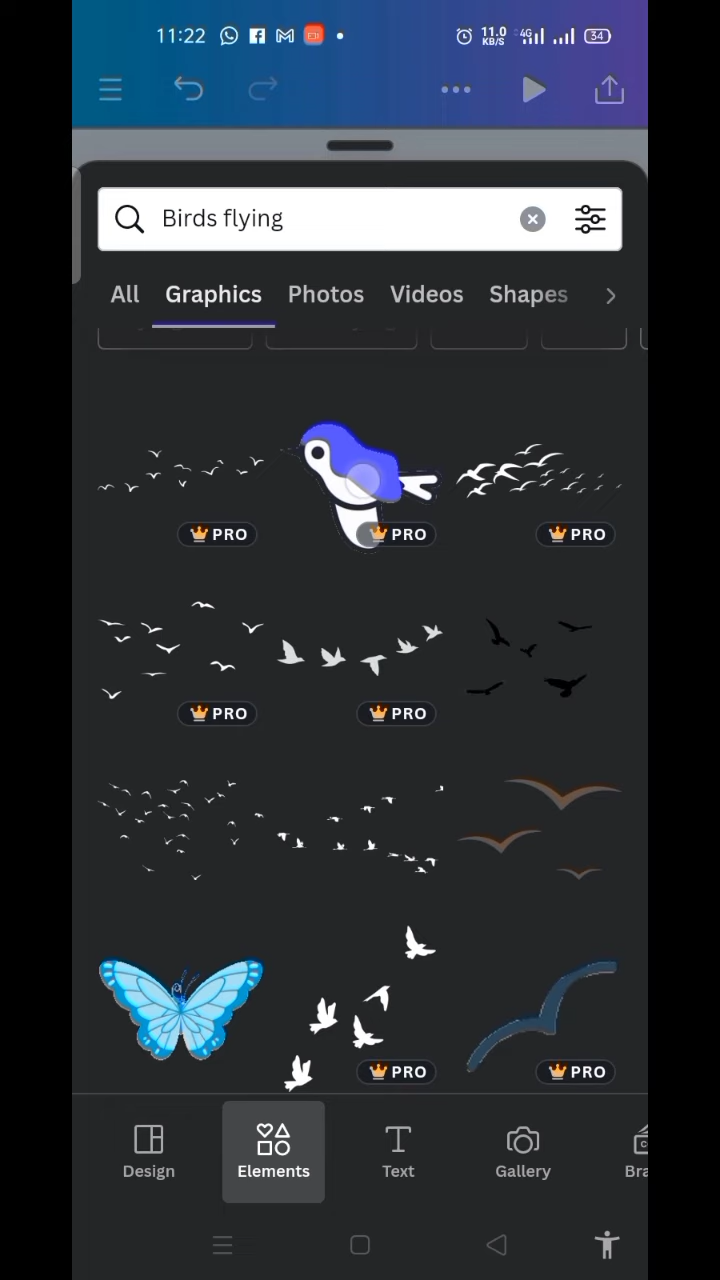 11:22 11.0 KB/S 4G 34
Birds flying
All Graphics Photos Videos Shapes
PRO PRO PRO
PRO PRO
PRO PRO
Design Elements Text Gallery Bra